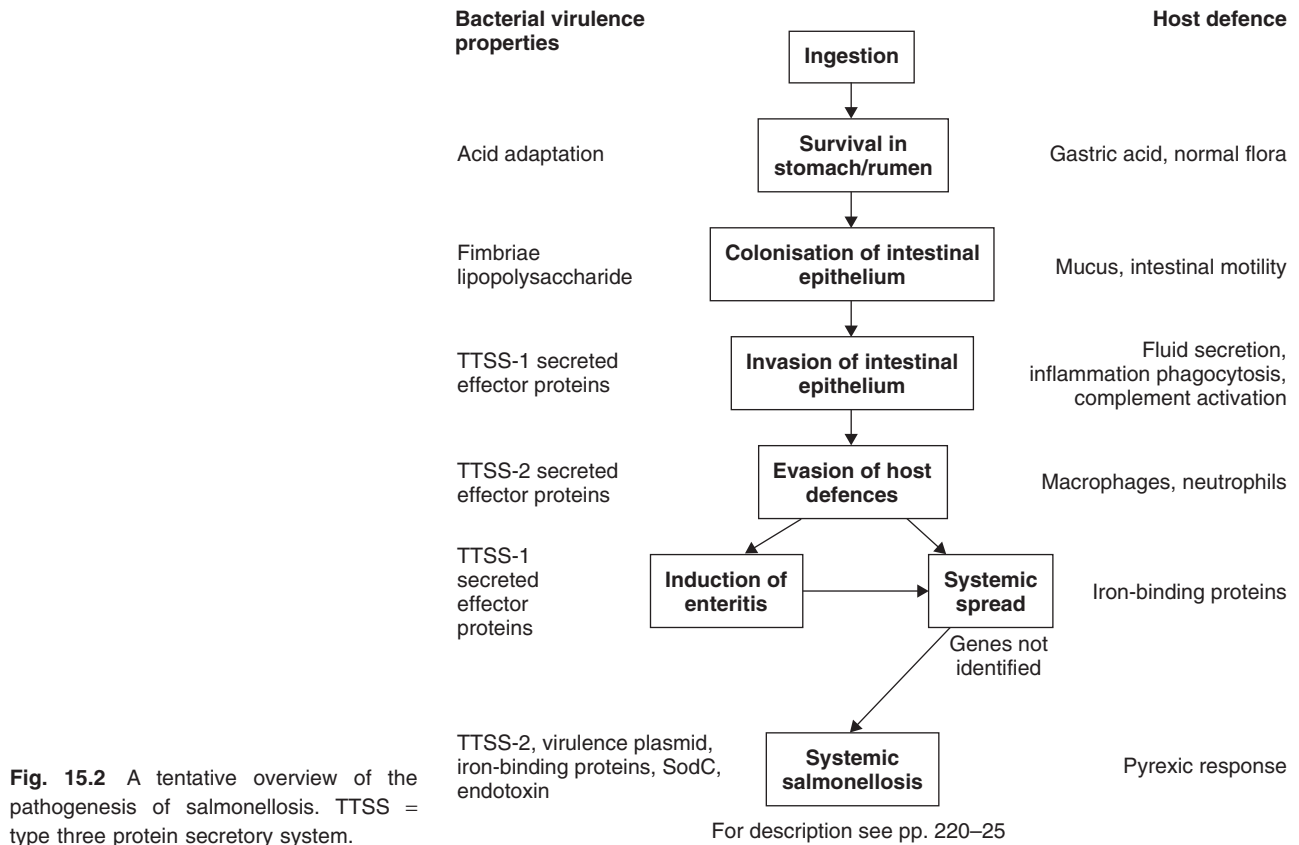 Bacterial virulence
properties
Host defence
Ingestion
Acid adaptation
Survival in
stomach/rumen
Gastric acid, normal flora
Fimbriae
lipopolysaccharide
Colonisation of intestinal
epithelium
Mucus, intestinal motility
TTSS-1 secreted
effector proteins
Invasion of intestinal
epithelium
Fluid secretion,
inflammation phagocytosis,
complement activation
TTSS-2 secreted
effector proteins
Evasion of host
defences
Macrophages, neutrophils
TTSS-1
secreted
effector
proteins
Induction of
enteritis
Systemic
spread
Iron-binding proteins
Genes not
identified
TTSS-2, virulence plasmid,
iron-binding proteins, SodC,
endotoxin
Systemic
salmonellosis
Pyrexic response
For description see pp. 220–25
Fig. 15.2 A tentative overview of the
pathogenesis of salmonellosis. TTSS =
type three protein secretory system.